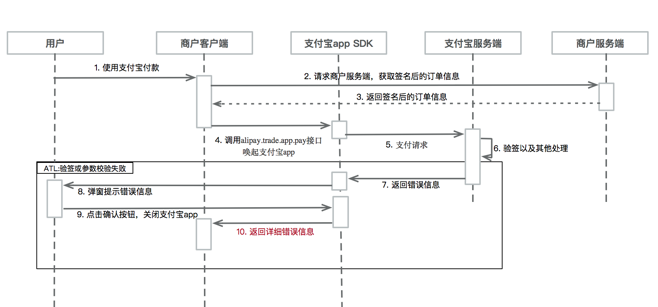 用户
商户客户端
支付宝app SDK
支付宝服务端
商户服务端
1. 使用支付宝付款
2. 请求商户服务端，获取签名后的订单信息
3. 返回签名后的订单信息
4. 调用alipay.trade.app.pay接口
唤起支付宝app
5. 支付请求
6. 验签以及其他处理
ATL:验签或参数校验失败
7. 返回错误信息
8. 弹窗提示错误信息
9. 点击确认按钮，关闭支付宝app
10. 返回详细错误信息